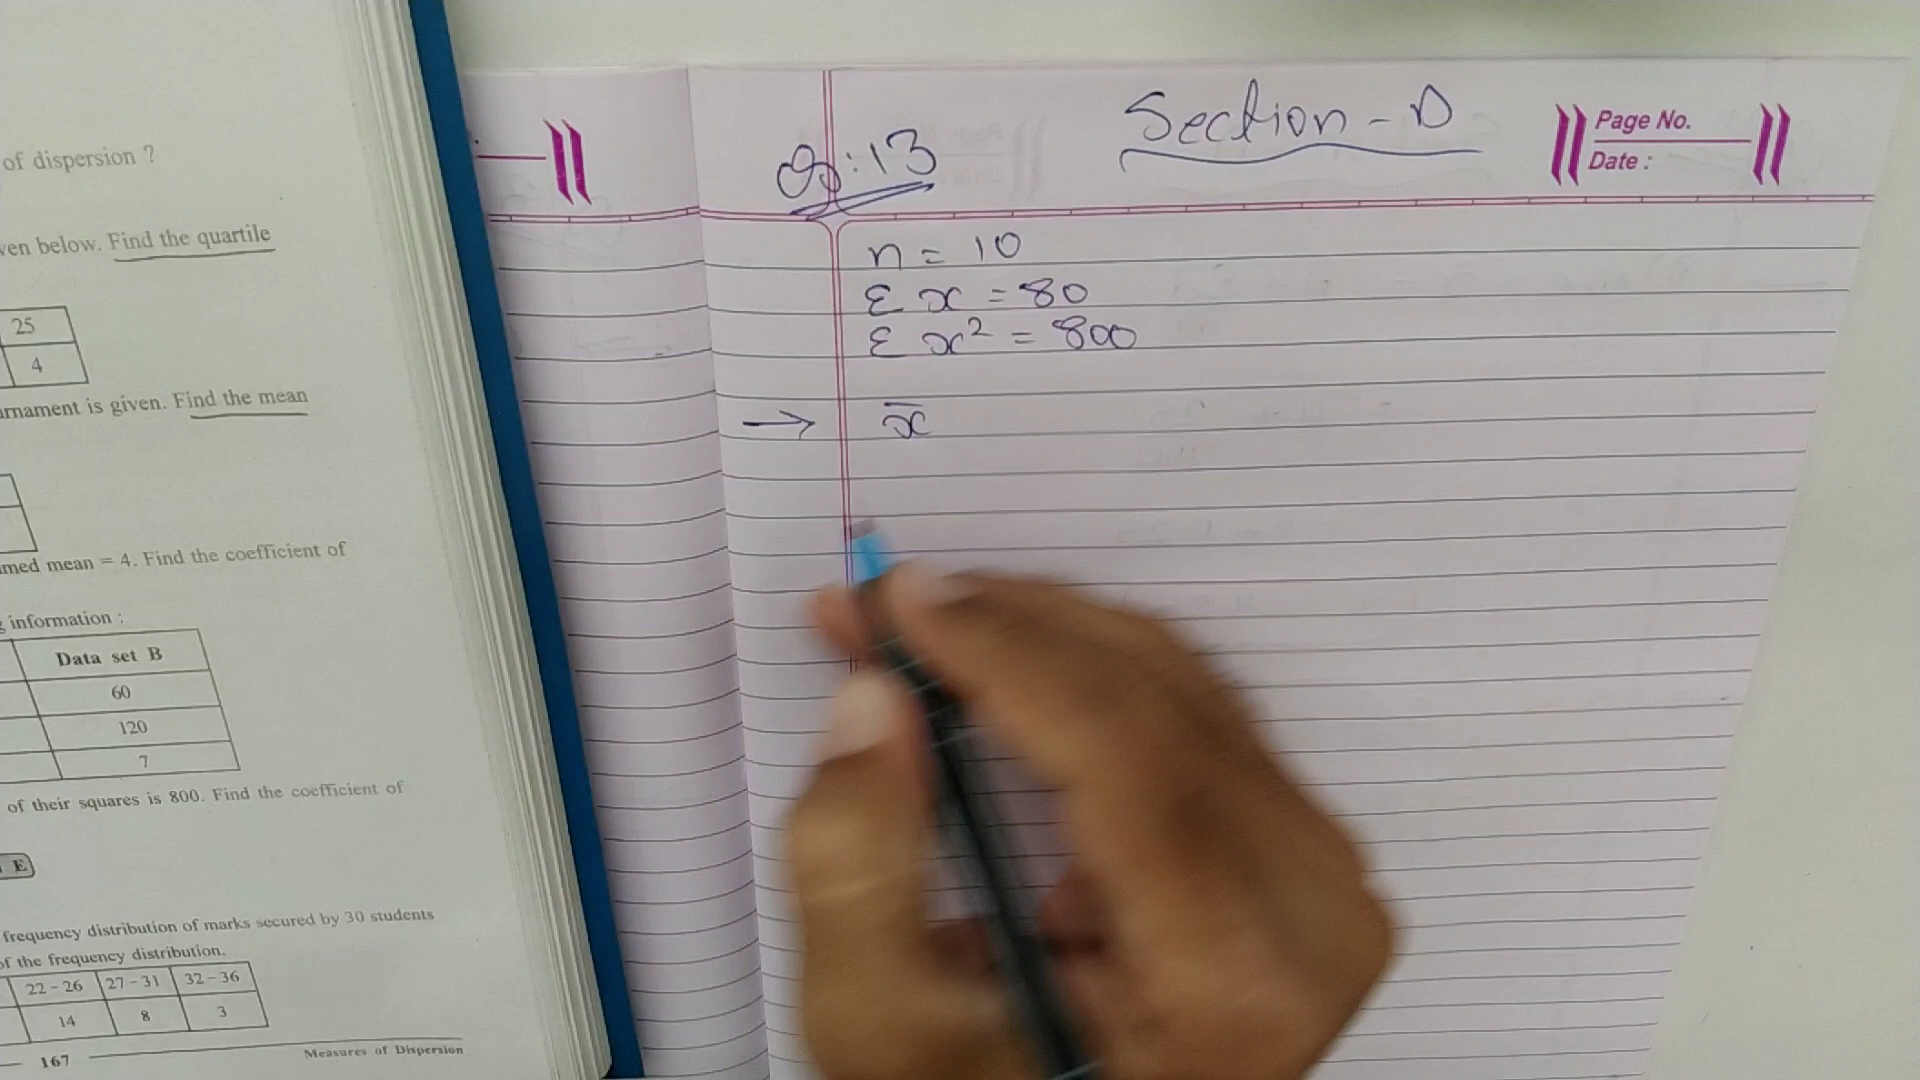 of dispersion ?
ven below. Find the quartile
25
4
rnament is given. Find the mean
med mean = 4. Find the coefficient of
g information :
Data set B
60
120
7
of their squares is 800. Find the coefficient of
E
frequency distribution of marks secured by 30 students
of the frequency distribution.
22 – 26 27 – 31 32 – 36
14 8 3
167 Measures of Dispersion
Section - D
Page No.
Date :
Q:13
n = 10
Σ x = 80
Σ x² = 800
→ x̄